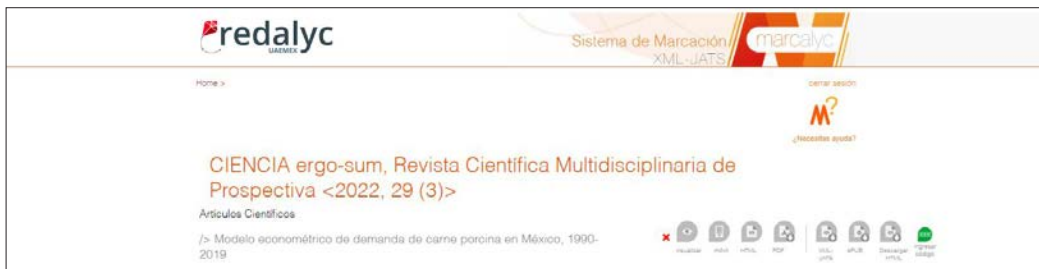 redalyc
UAEMEX
Sistema de Marcación
XML-JATS
marcalyc
Home >
cerrar sesión
M?
¿Necesitas ayuda?
CIENCIA ergo-sum, Revista Científica Multidisciplinaria de
Prospectiva <2022, 29 (3)>
Artículos Científicos
/> Modelo econométrico de demanda de carne porcina en México, 1990-
2019
HTML
PDF
XML-
JATS
ePUB
Descargar
HTML